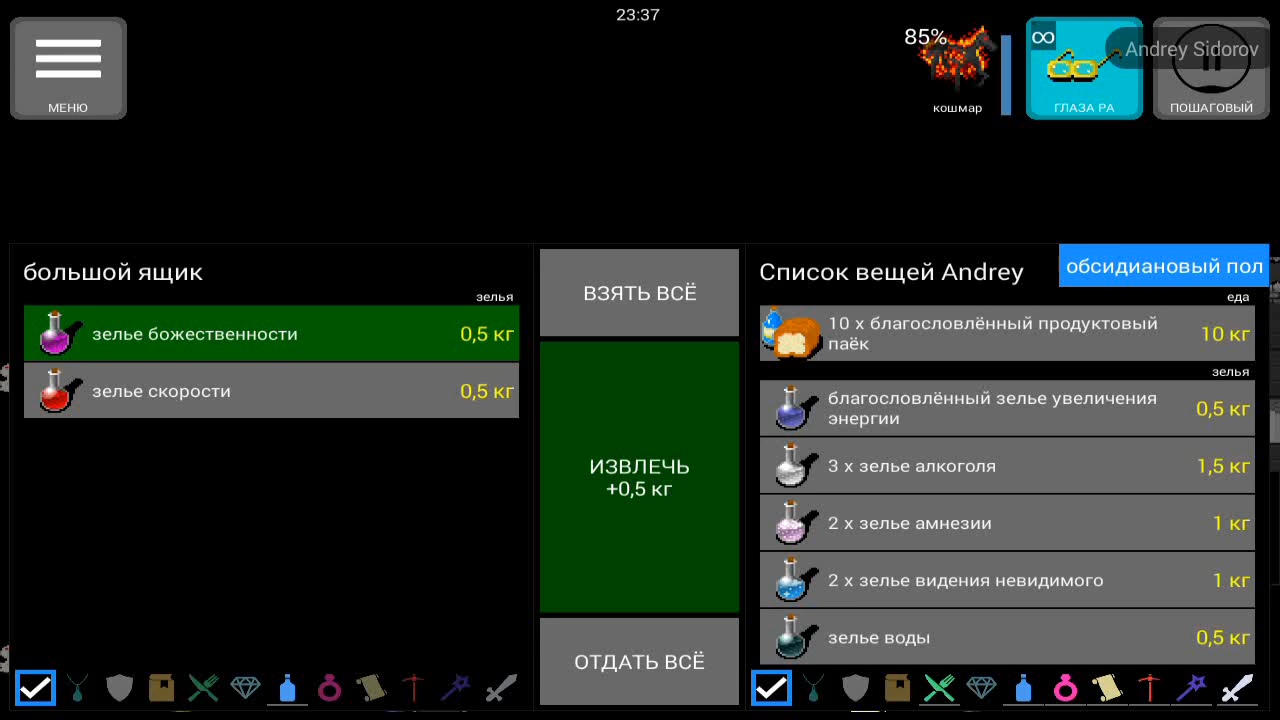 23:37
МЕНЮ
85%
кошмар
∞
ГЛАЗА РА
Andrey Sidorov
ПОШАГОВЫЙ
большой ящик
зелья
зелье божественности 0,5 кг
зелье скорости 0,5 кг
ВЗЯТЬ ВСЁ
ИЗВЛЕЧЬ
+0,5 кг
ОТДАТЬ ВСЁ
Список вещей Andrey
обсидиановый пол
еда
10 x благословлённый продуктовый
паёк
10 кг
зелья
благословлённый зелье увеличения
энергии
0,5 кг
3 x зелье алкоголя 1,5 кг
2 x зелье амнезии 1 кг
2 x зелье видения невидимого 1 кг
зелье воды 0,5 кг